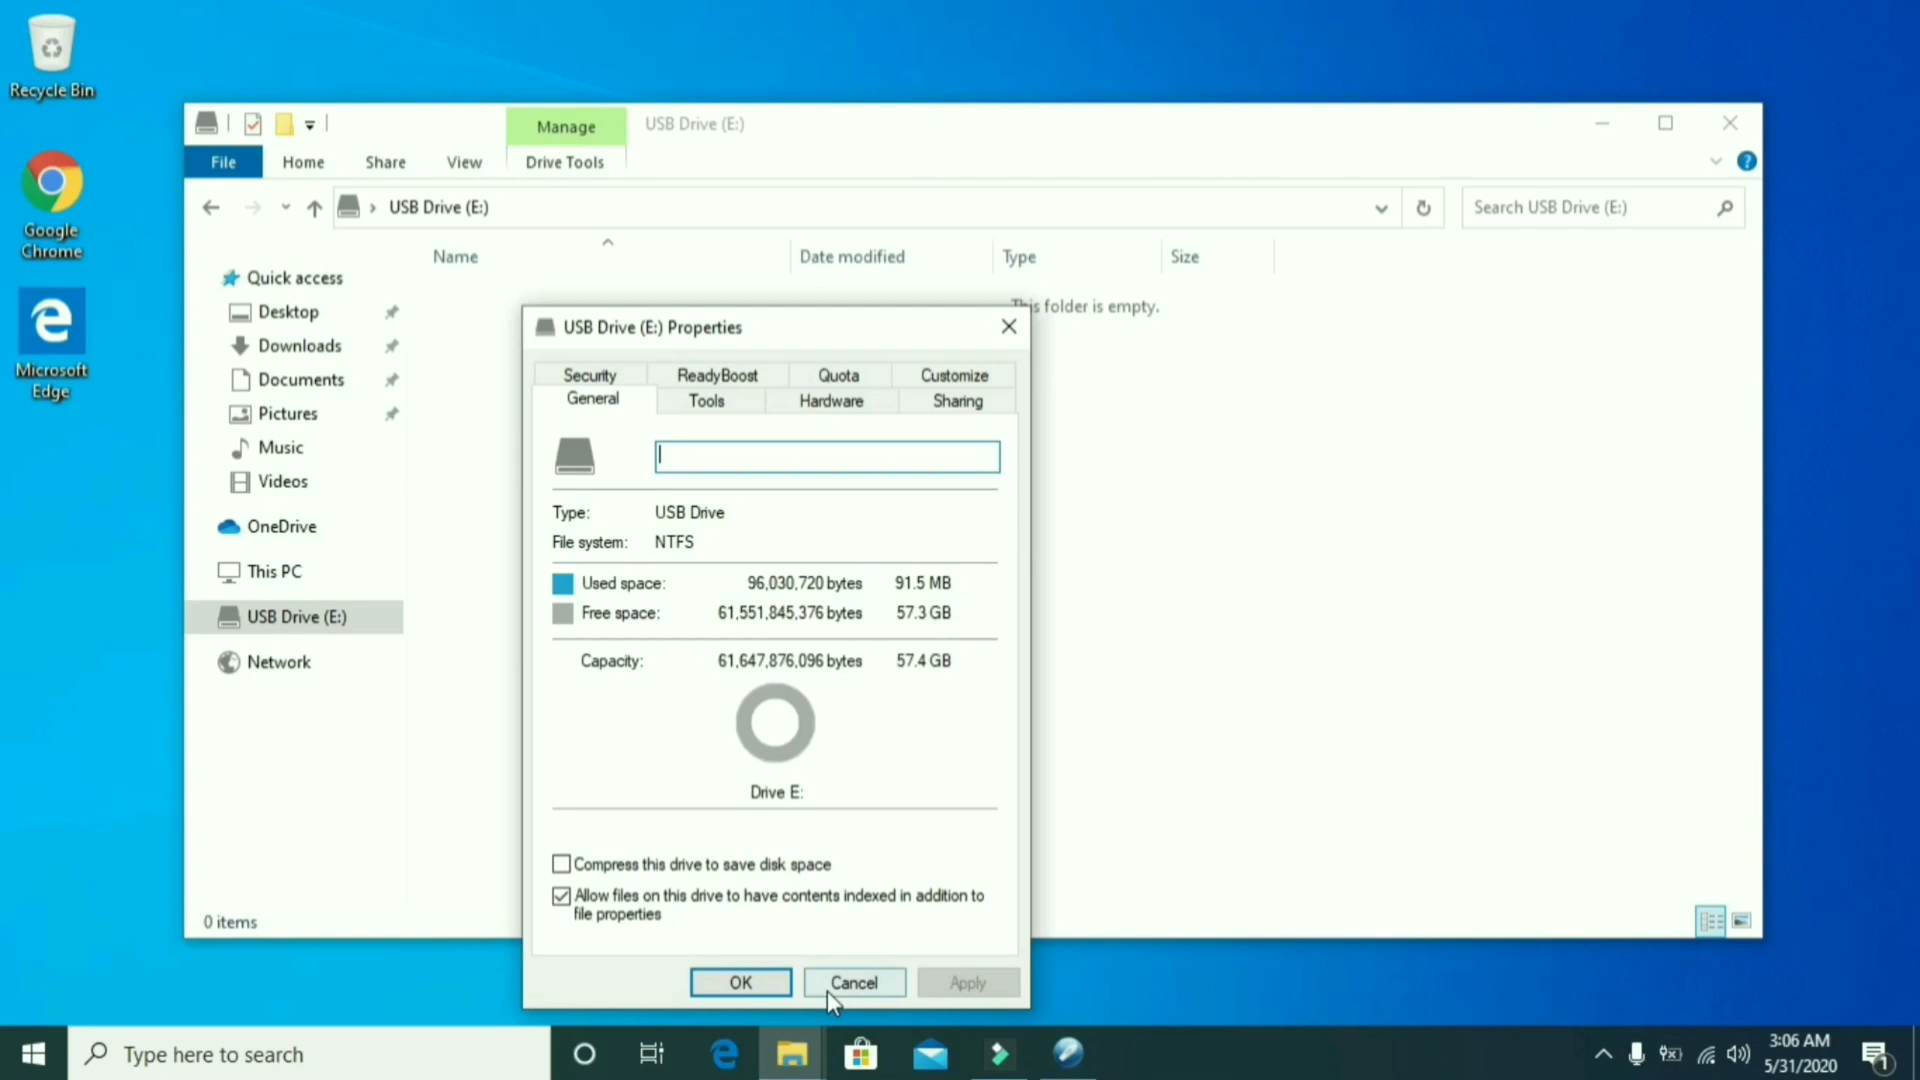 Recycle Bin
Google
Chrome
Microsoft
Edge
Manage
USB Drive (E:)
File
Home
Share
View
Drive Tools
USB Drive (E:)
Search USB Drive (E:)
Name
Date modified
Type
Size
Quick access
Desktop
Downloads
Documents
Pictures
Music
Videos
OneDrive
This PC
USB Drive (E:)
Network
This folder is empty.
USB Drive (E:) Properties
Security
ReadyBoost
Quota
Customize
General
Tools
Hardware
Sharing
Type: USB Drive
File system: NTFS
Used space: 96,030,720 bytes 91.5 MB
Free space: 61,551,845,376 bytes 57.3 GB
Capacity: 61,647,876,096 bytes 57.4 GB
Drive E:
Compress this drive to save disk space
Allow files on this drive to have contents indexed in addition to
file properties
OK
Cancel
Apply
0 items
Type here to search
3:06 AM
5/31/2020
1